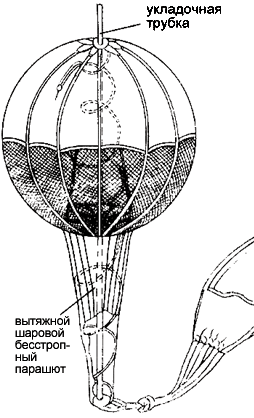 укладочная
трубка
вытяжной
шаровой
бесстроп-
ный
парашют